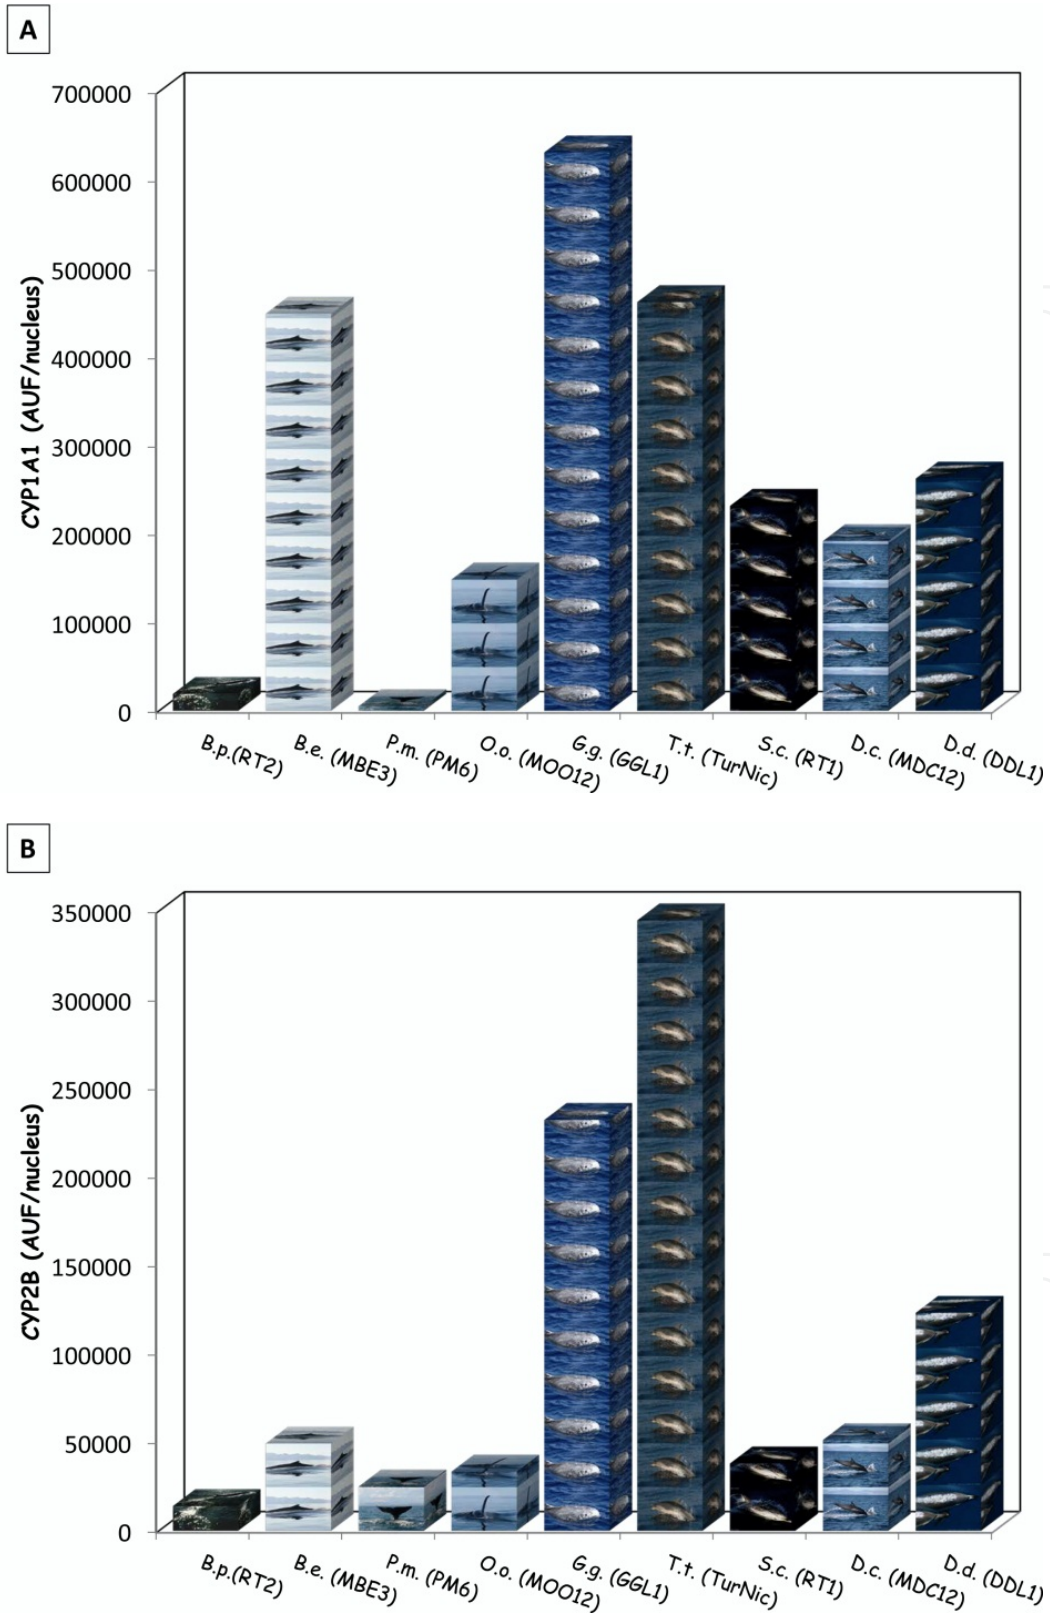 A
700000
600000
500000
400000
300000
200000
100000
0
CYP1A1 (AUF/nucleus)
B.p.(RT2)
B.e. (MBE3)
P.m. (PM6)
O.o. (MOO12)
G.g. (GGL1)
T.t. (TurNic)
S.c. (RT1)
D.c. (MDC12)
D.d. (DDL1)
B
350000
300000
250000
200000
150000
100000
50000
0
CYP2B (AUF/nucleus)
B.p.(RT2)
B.e. (MBE3)
P.m. (PM6)
O.o. (MOO12)
G.g. (GGL1)
T.t. (TurNic)
S.c. (RT1)
D.c. (MDC12)
D.d. (DDL1)